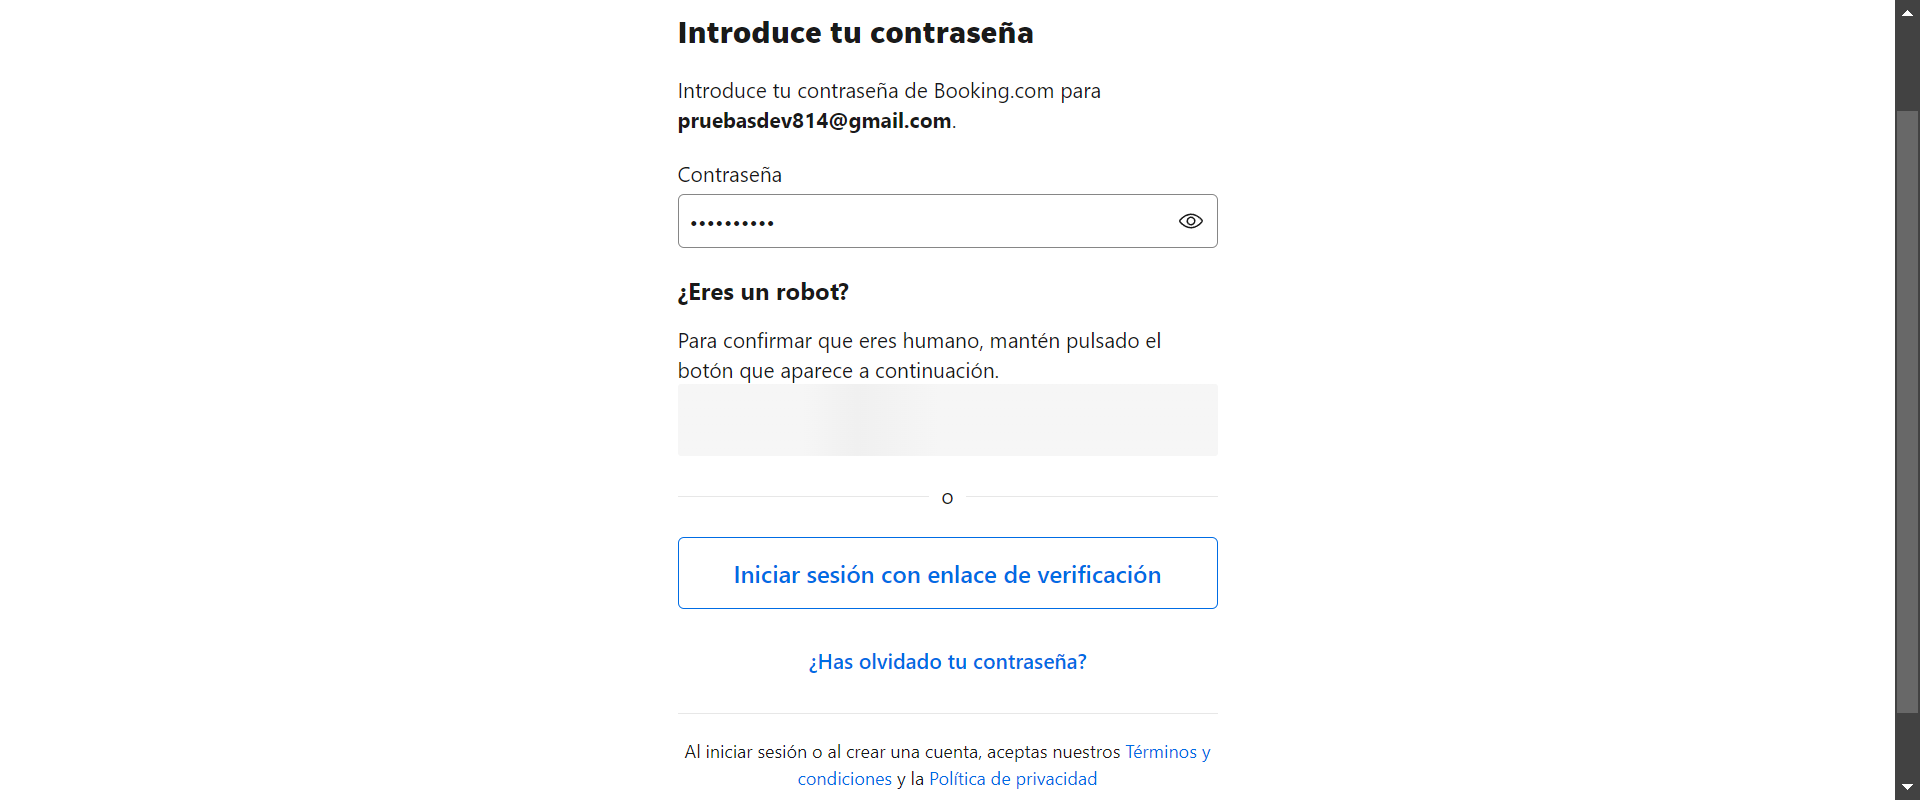 Introduce tu contraseña
Introduce tu contraseña de Booking.com para
pruebasdev814@gmail.com.
Contraseña
••••••••••
¿Eres un robot?
Para confirmar que eres humano, mantén pulsado el
botón que aparece a continuación.
o
Iniciar sesión con enlace de verificación
¿Has olvidado tu contraseña?
Al iniciar sesión o al crear una cuenta, aceptas nuestros Términos y
condiciones y la Política de privacidad